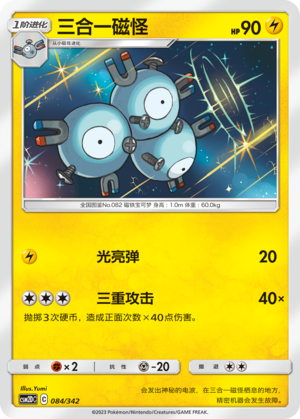 1阶进化
三合一磁怪
HP90
从小磁怪进化
全国图鉴No.082 磁铁宝可梦 身高:1.0m 体重:60.0kg
光亮弹 20
三重攻击 40×
抛掷3次硬币,造成正面次数×40点伤害。
弱点 ×2 抗性 -20 撤退
Illus.Yumi
CSM2D C C 084/342
会发出神秘的电波,在三合一磁怪栖息的地方,
精密机器会发生故障。
©2023 Pokémon/Nintendo/Creatures/GAME FREAK.